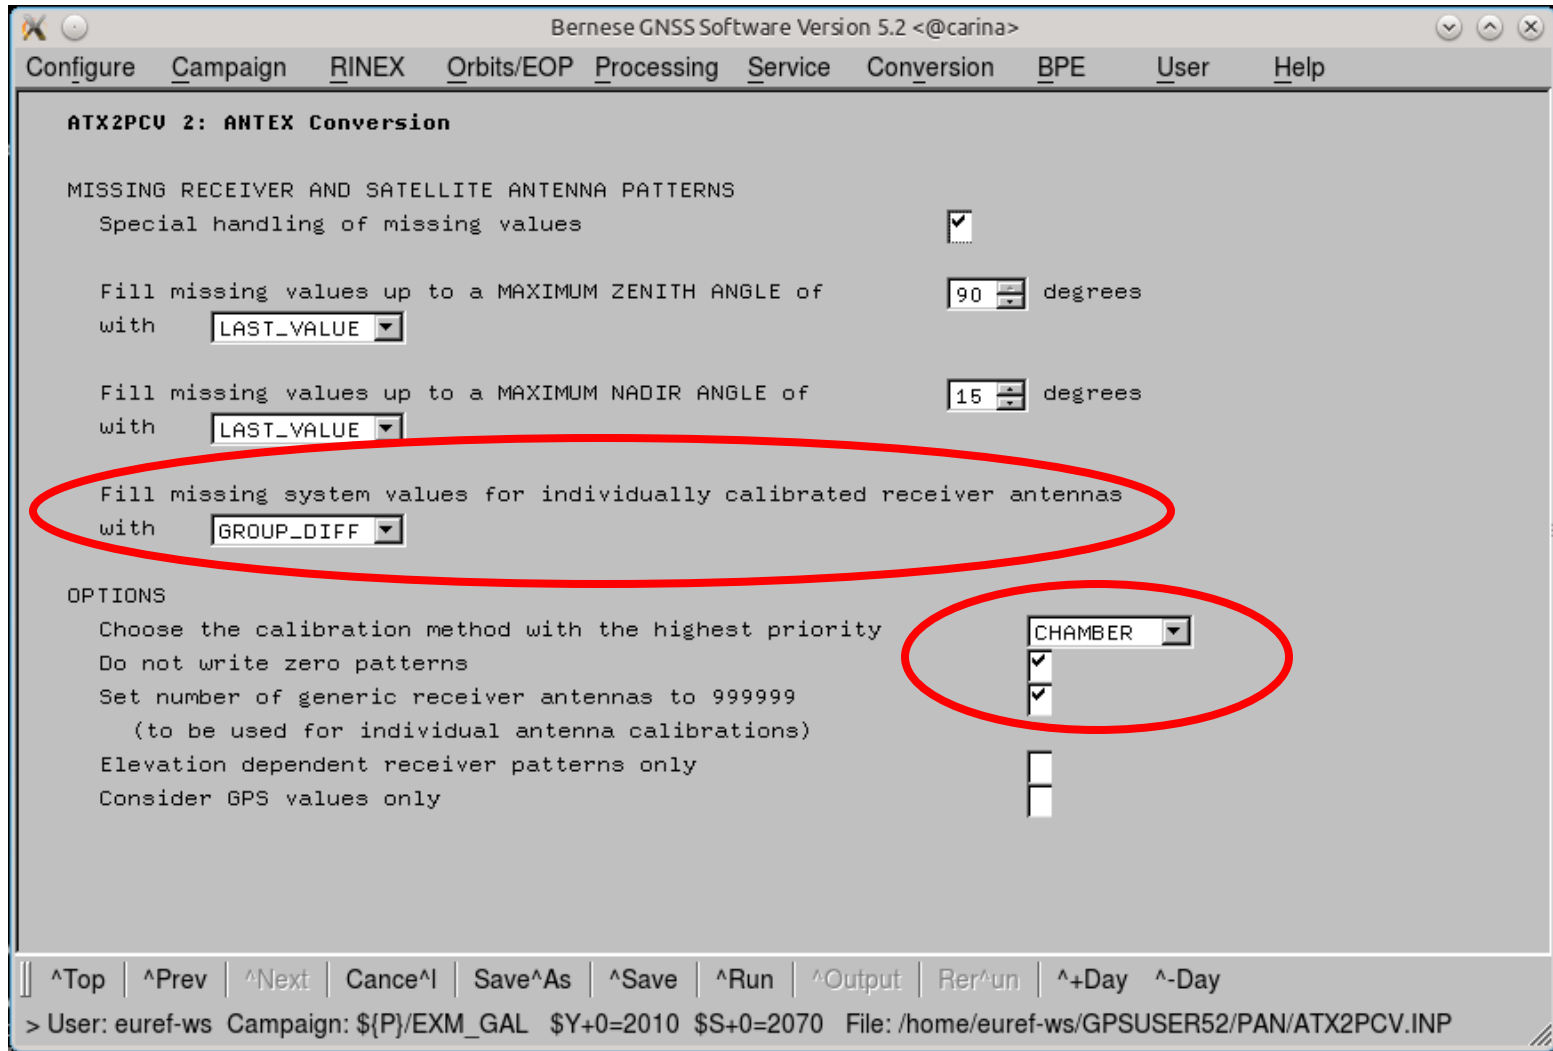 Bernese GNSS Software Version 5.2 <@carina>
Configure Campaign RINEX Orbits/EOP Processing Service Conversion BPE User Help
ATX2PCV 2: ANTEX Conversion
MISSING RECEIVER AND SATELLITE ANTENNA PATTERNS
Special handling of missing values
Fill missing values up to a MAXIMUM ZENITH ANGLE of 90 degrees
with LAST_VALUE
Fill missing values up to a MAXIMUM NADIR ANGLE of 15 degrees
with LAST_VALUE
Fill missing system values for individually calibrated receiver antennas
with GROUP_DIFF
OPTIONS
Choose the calibration method with the highest priority CHAMBER
Do not write zero patterns
Set number of generic receiver antennas to 999999
(to be used for individual antenna calibrations)
Elevation dependent receiver patterns only
Consider GPS values only
^Top ^Prev ^Next Cance^l Save^As ^Save ^Run ^Output Rer^un ^+Day ^-Day
> User: euref-ws Campaign: ${P}/EXM_GAL $Y+0=2010 $S+0=2070 File: /home/euref-ws/GPSUSER52/PAN/ATX2PCV.INP